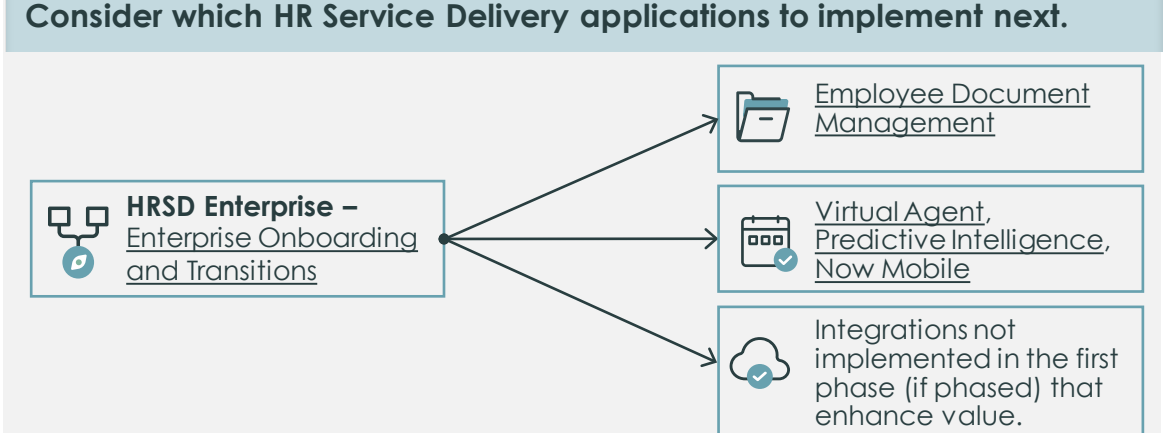 Consider which HR Service Delivery applications to implement next.
HRSD Enterprise –
Enterprise Onboarding
and Transitions
Employee Document
Management
Virtual Agent,
Predictive Intelligence,
Now Mobile
Integrations not
implemented in the first
phase (if phased) that
enhance value.